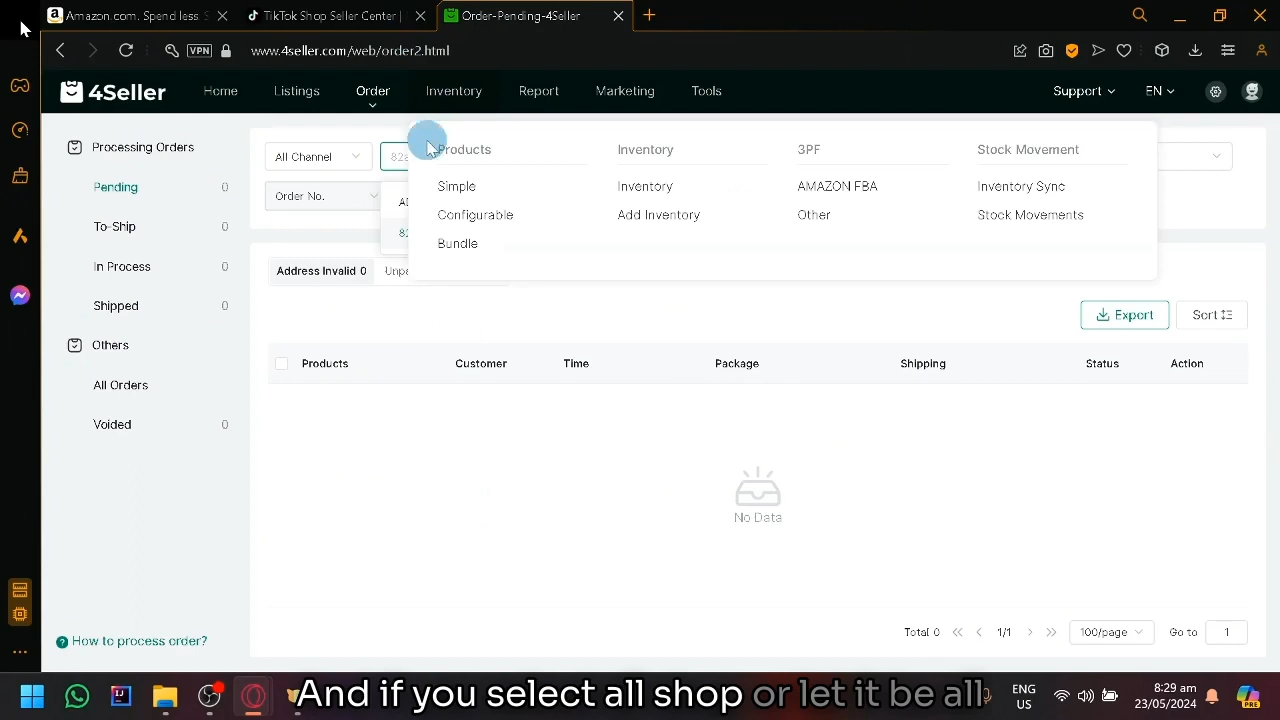 Amazon.com. Spend less. S
TikTok Shop Seller Center |
Order-Pending-4Seller
VPN
www.4seller.com/web/order2.html
4Seller
Home
Listings
Order
Inventory
Report
Marketing
Tools
Support
EN
Processing Orders
Pending 0
To-Ship 0
In Process 0
Shipped 0
Others
All Orders
Voided 0
How to process order?
All Channel
Order No.
Products
Simple
Configurable
Bundle
Inventory
Inventory
Add Inventory
3PF
AMAZON FBA
Other
Stock Movement
Inventory Sync
Stock Movements
Address Invalid 0
Export
Sort
Products
Customer
Time
Package
Shipping
Status
Action
No Data
Total 0
1/1
100/page
Go to
1
And if you select all shop or let it be all
ENG
US
8:29 am
23/05/2024
PRE